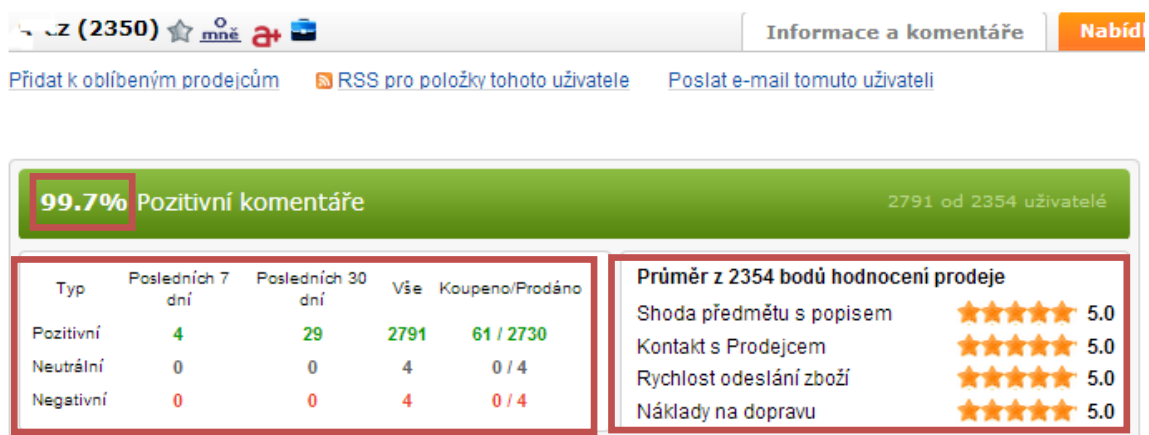 z (2350) O mně a+ Informace a komentáře
Přidat k oblíbeným prodejcům RSS pro položky tohoto uživatele Poslat e-mail tomuto uživateli
99.7% Pozitivní komentáře 2791 od 2354 uživatelé
Typ Posledních 7 dní Posledních 30 dní Vše Koupeno/Prodáno
Pozitivní 4 29 2791 61 / 2730
Neutrální 0 0 4 0 / 4
Negativní 0 0 4 0 / 4
Průměr z 2354 bodů hodnocení prodeje
Shoda předmětu s popisem 5.0
Kontakt s Prodejcem 5.0
Rychlost odeslání zboží 5.0
Náklady na dopravu 5.0